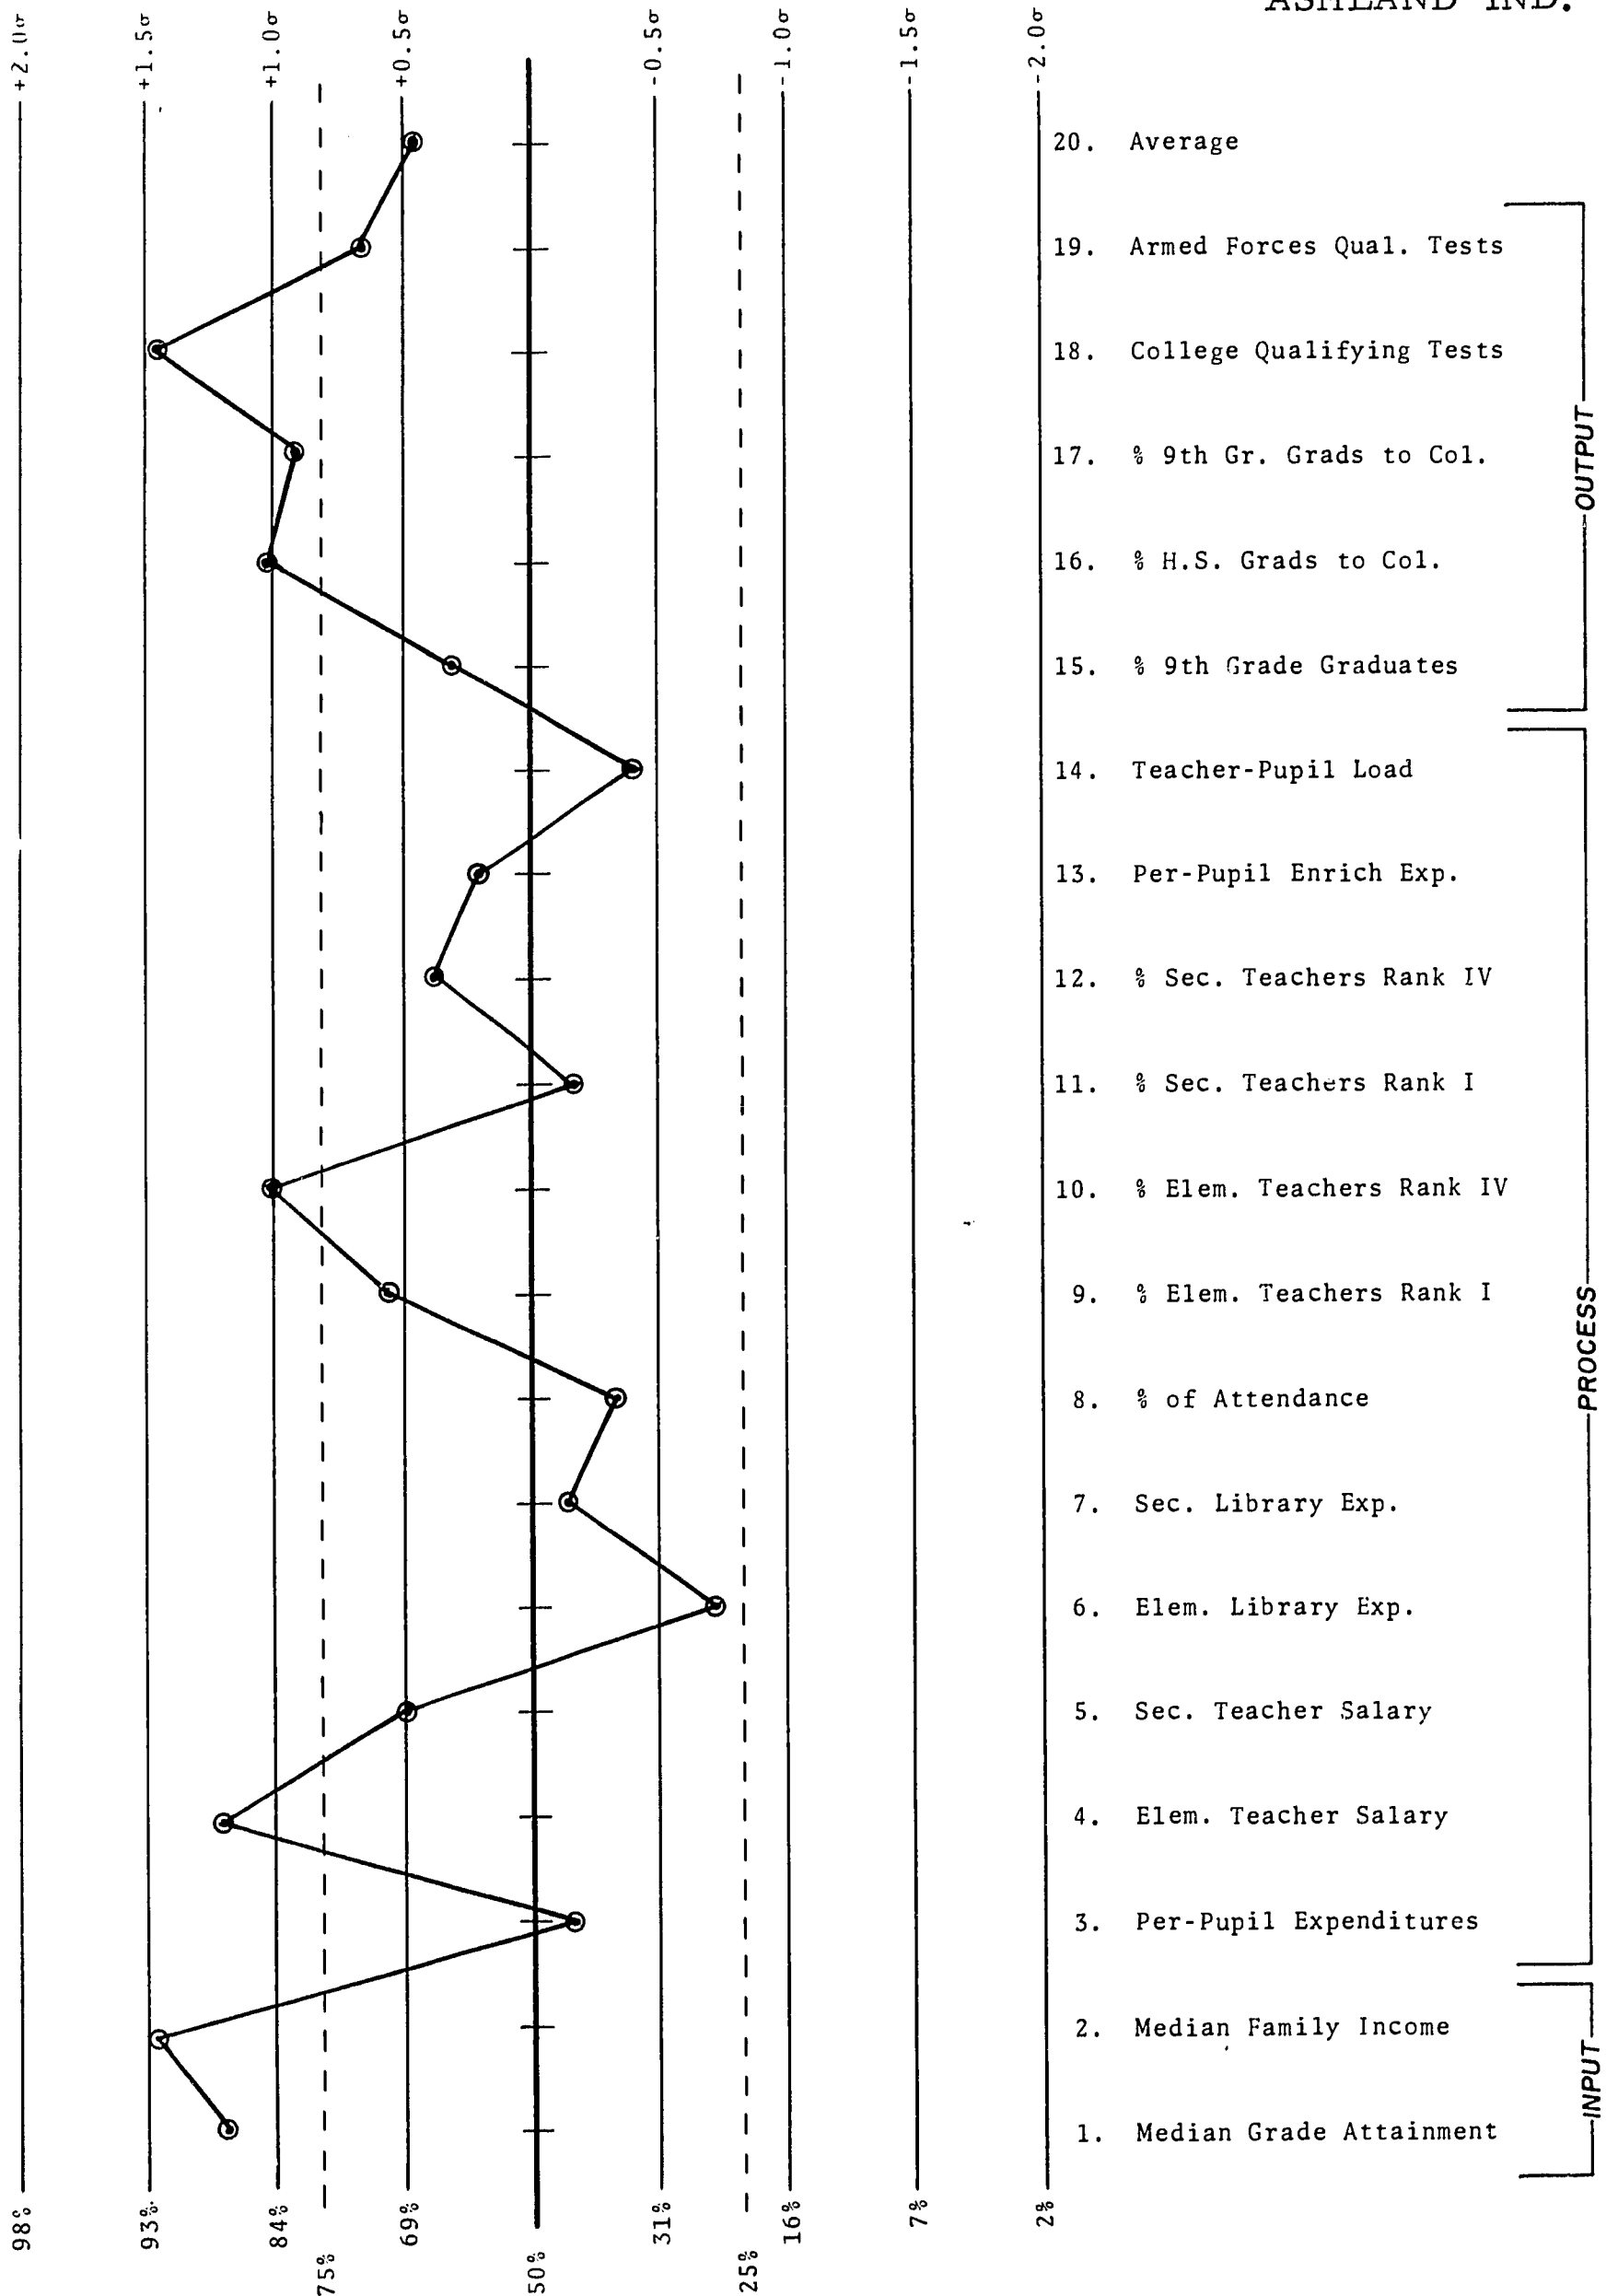 ASHLAND IND.
+2.0σ
+1.5σ
+1.0σ
+0.5σ
-0.5σ
-1.0σ
-1.5σ
-2.0σ
20. Average
19. Armed Forces Qual. Tests
18. College Qualifying Tests
17. % 9th Gr. Grads to Col.
16. % H.S. Grads to Col.
15. % 9th Grade Graduates
OUTPUT
14. Teacher-Pupil Load
13. Per-Pupil Enrich Exp.
12. % Sec. Teachers Rank IV
11. % Sec. Teachers Rank I
10. % Elem. Teachers Rank IV
9. % Elem. Teachers Rank I
8. % of Attendance
7. Sec. Library Exp.
6. Elem. Library Exp.
5. Sec. Teacher Salary
4. Elem. Teacher Salary
3. Per-Pupil Expenditures
PROCESS
2. Median Family Income
1. Median Grade Attainment
INPUT
98%
93%
84%
75%
69%
50%
31%
25%
16%
7%
2%